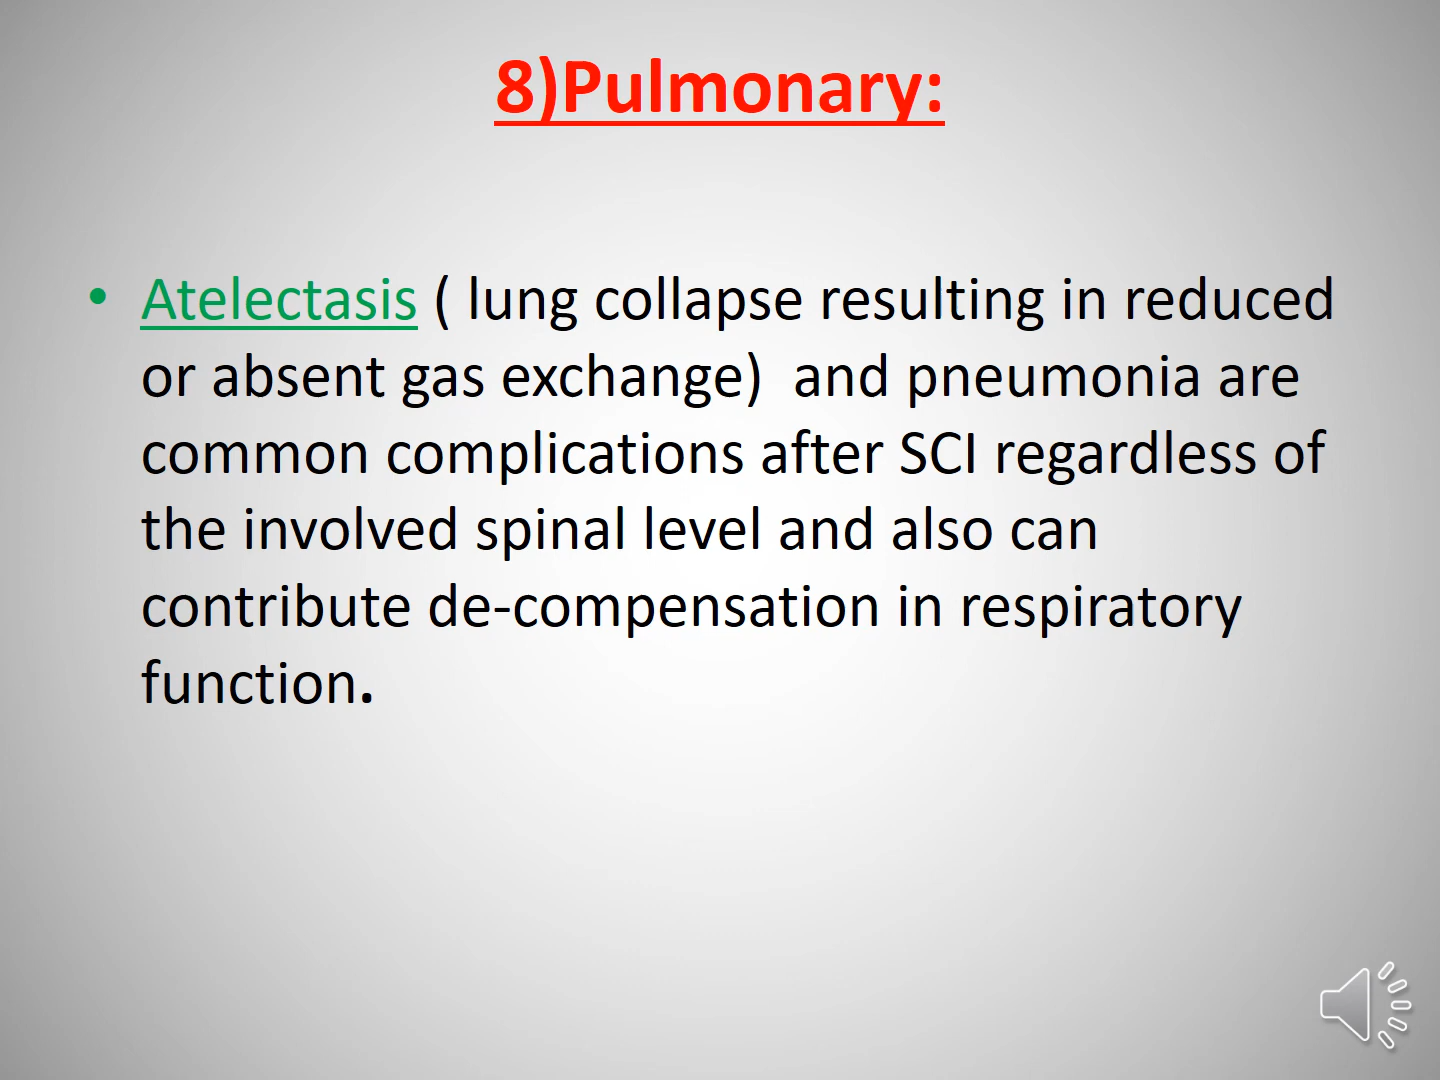 8)Pulmonary:
• Atelectasis ( lung collapse resulting in reduced
or absent gas exchange)  and pneumonia are
common complications after SCI regardless of
the involved spinal level and also can
contribute de-compensation in respiratory
function.